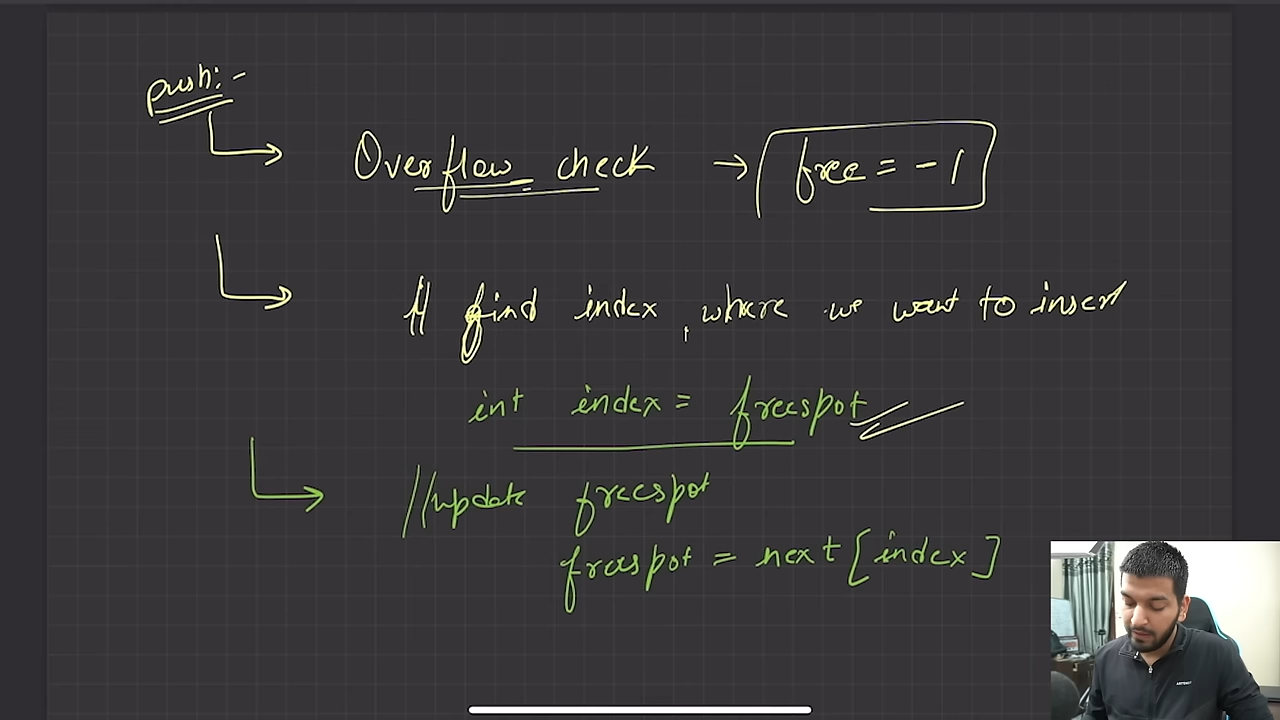 push:-
Overflow check → free = -1
// find index, where we want to insert
int index = freespot
//update freespot
freespot = next[index]